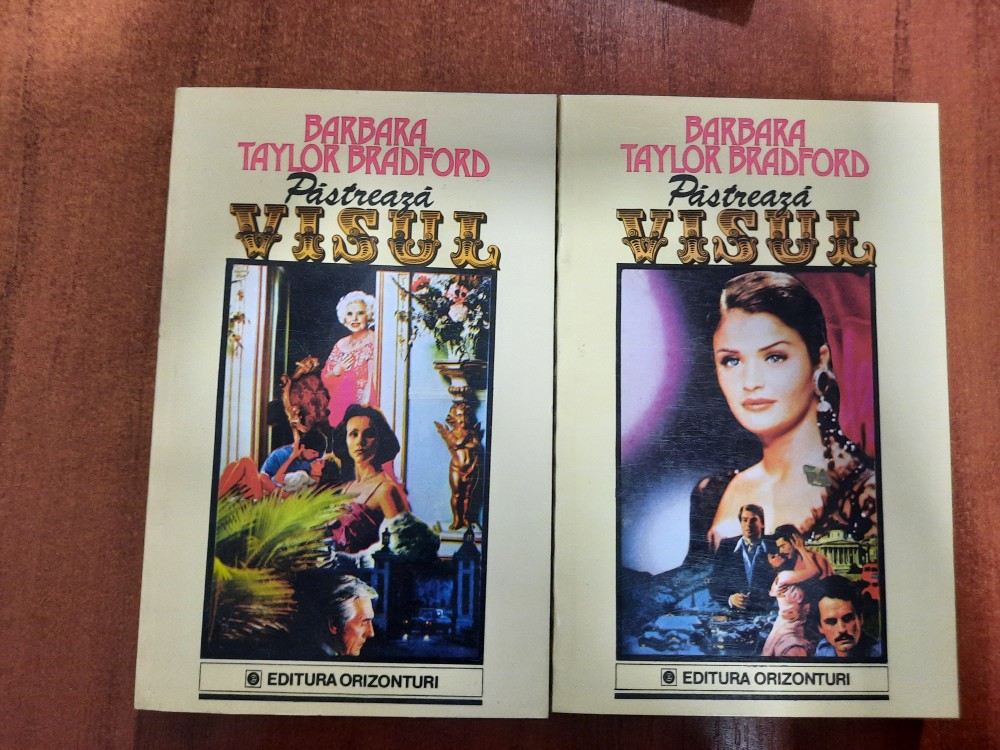 BARBARA
TAYLOR BRADFORD
Păstrează
VISUL
EDITURA ORIZONTURI
BARBARA
TAYLOR BRADFORD
Păstrează
VISUL
EDITURA ORIZONTURI